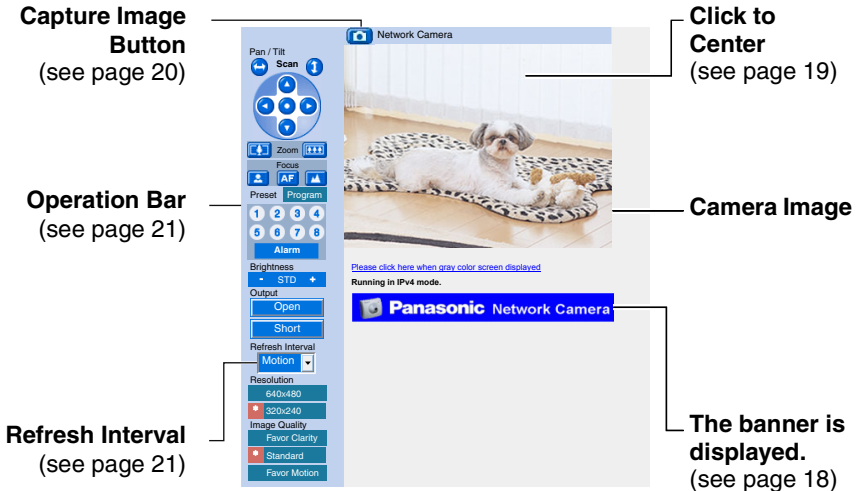 Capture Image
Button
(see page 20)
Operation Bar
(see page 21)
Refresh Interval
(see page 21)
Network Camera
Pan / Tilt
Scan
Zoom
Focus
AF
Preset Program
1 2 3 4
5 6 7 8
Alarm
Brightness
- STD +
Output
Open
Short
Refresh Interval
Motion
Resolution
640x480
* 320x240
Image Quality
Favor Clarity
* Standard
Favor Motion
Please click here when gray color screen displayed
Running in IPv4 mode.
Panasonic Network Camera
Click to
Center
(see page 19)
Camera Image
The banner is
displayed.
(see page 18)